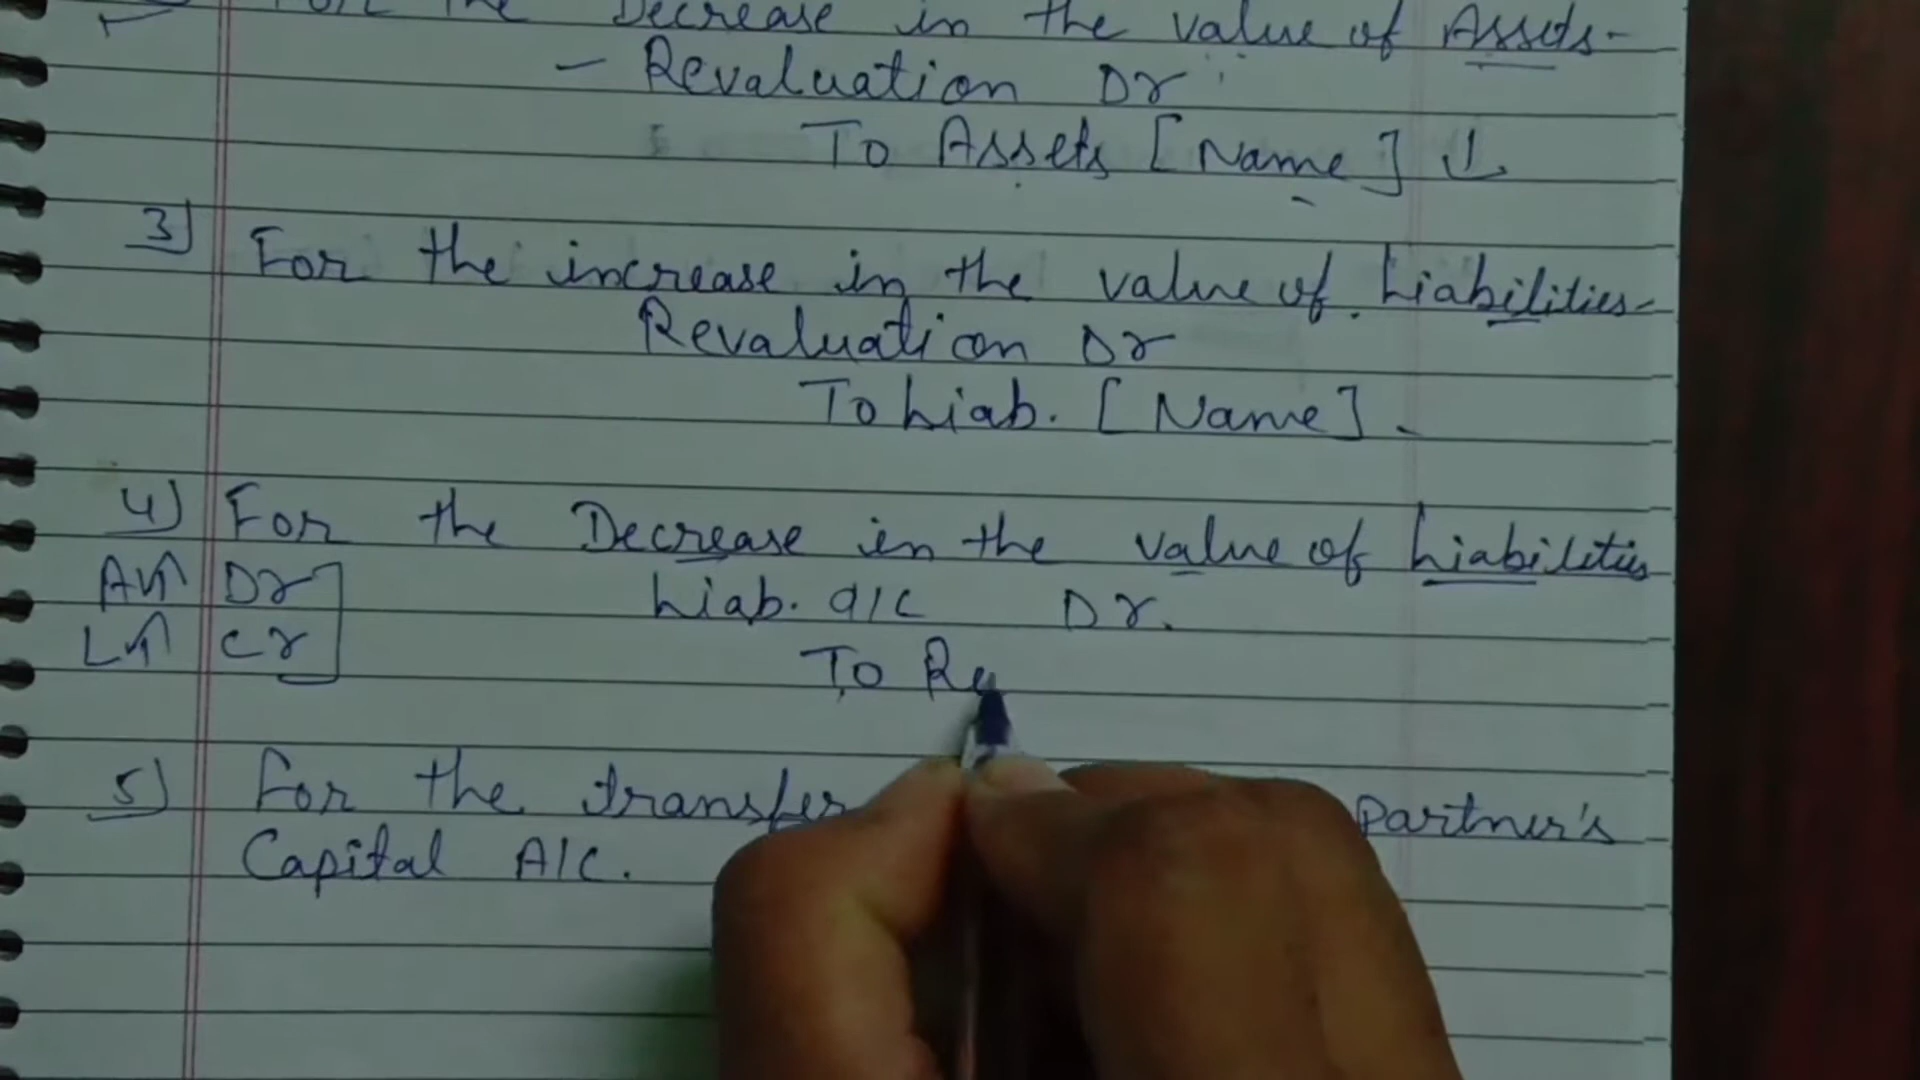 For the Decrease in the value of Assets-
- Revaluation Dr
To Assets [Name] ↓
3) For the increase in the value of Liabilities-
Revaluation Dr
To Liab. [Name].
4) For the Decrease in the value of Liabilities
A↑ Dr
Liab. a/c Dr.
L↑ Cr
To Re
5) For the transfer Partner's
Capital A/C.